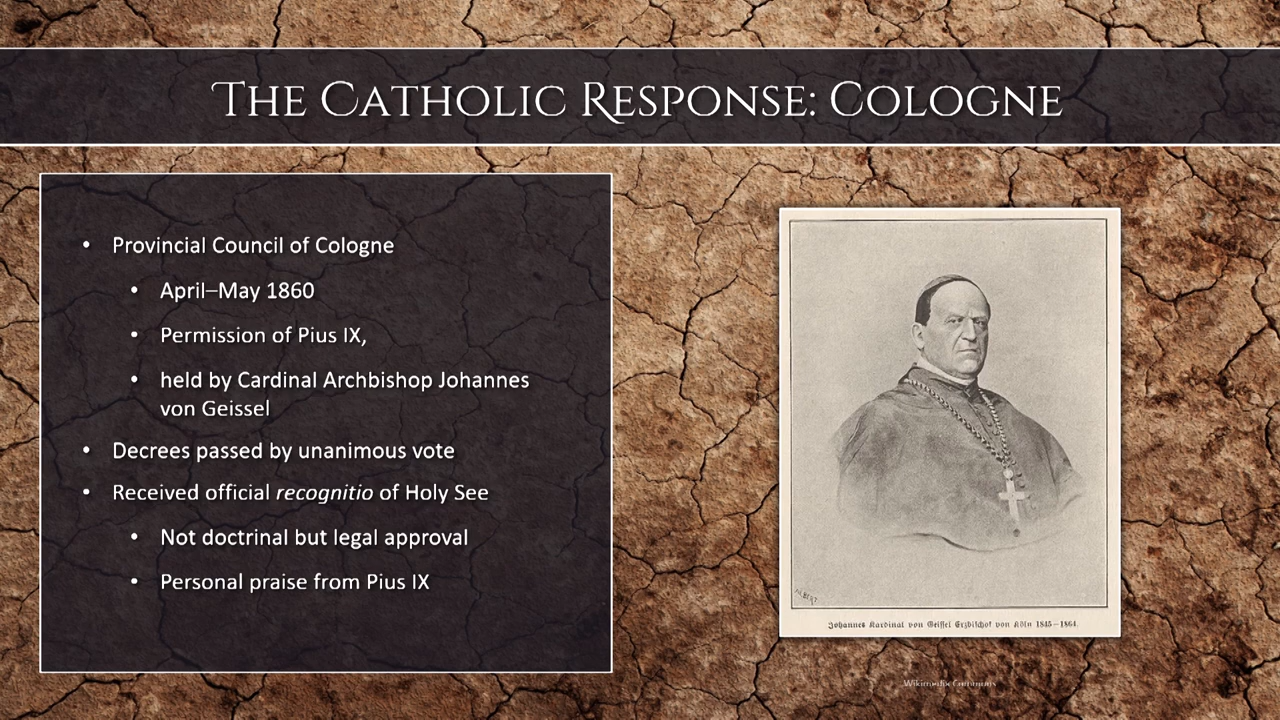 The Catholic Response: Cologne
• Provincial Council of Cologne
• April–May 1860
• Permission of Pius IX,
• held by Cardinal Archbishop Johannes
von Geissel
• Decrees passed by unanimous vote
• Received official recognitio of Holy See
• Not doctrinal but legal approval
• Personal praise from Pius IX
Johannes Kardinal von Geissel Erzbischof von Köln 1845–1864.
Wikimedia Commons